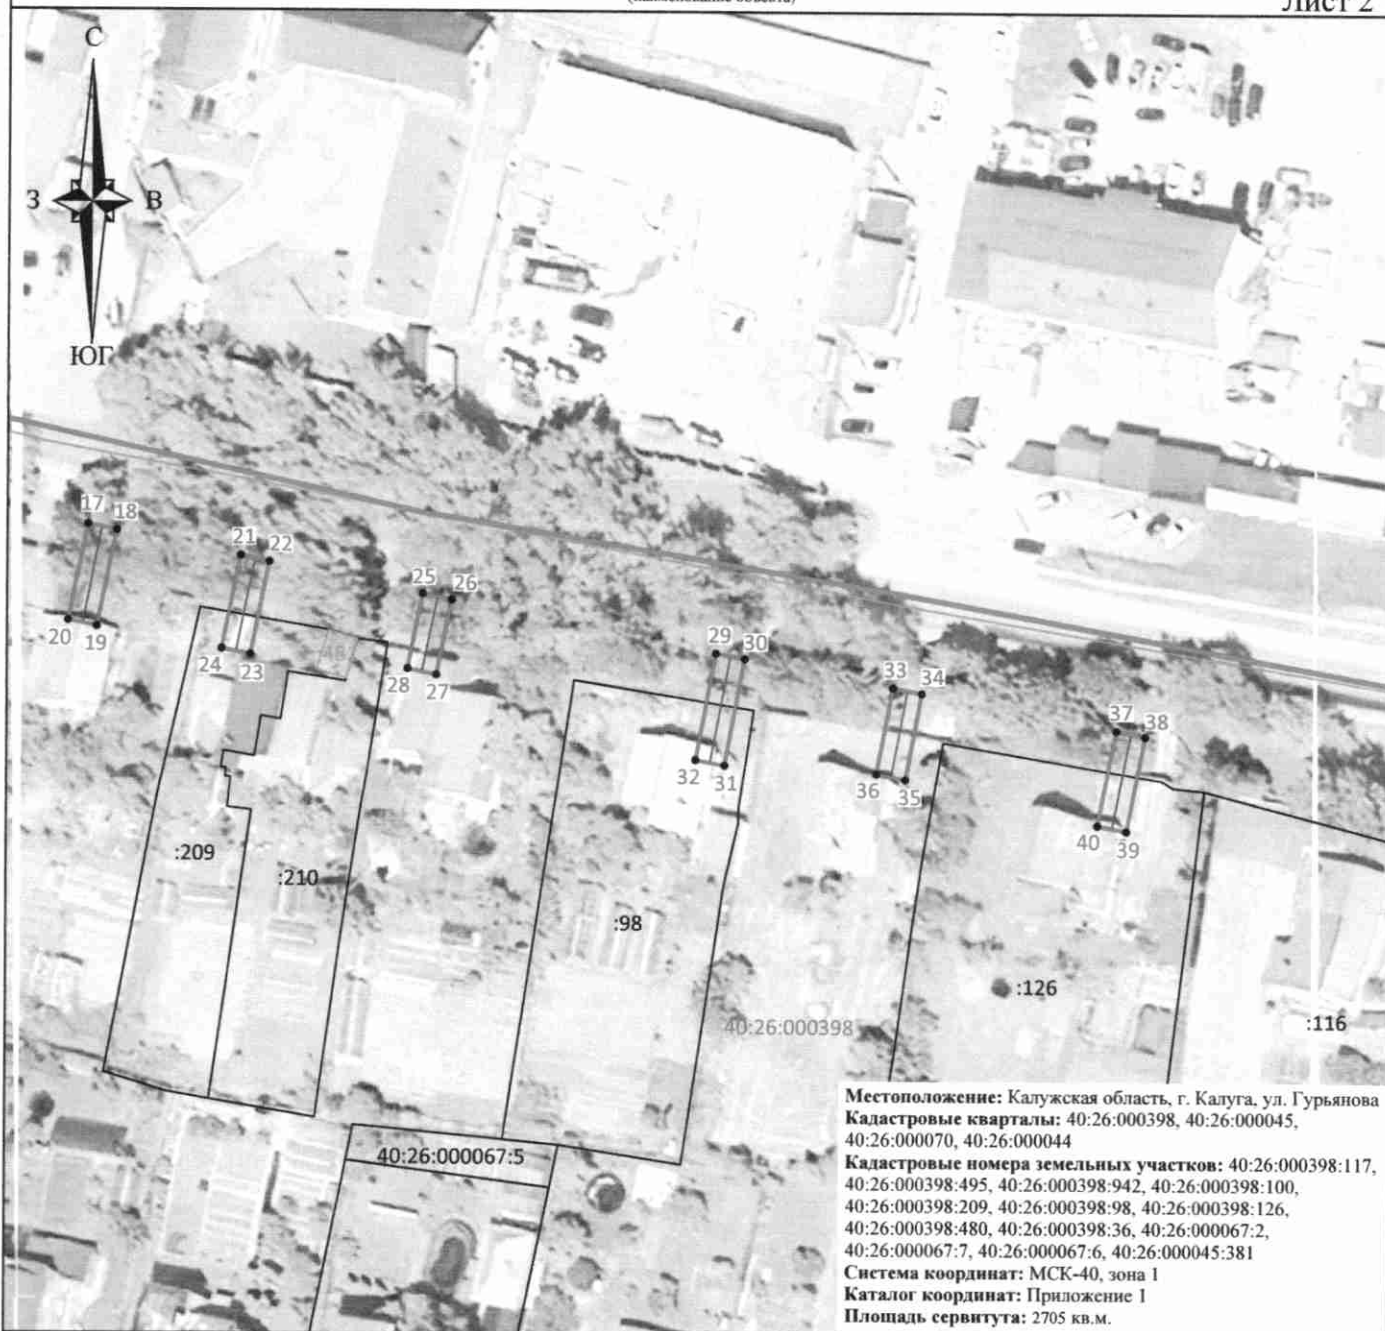 (наименование объекта)
Лист 2
С
З
В
ЮГ
17
18
21
22
25
26
20
19
24
23
28
27
29
30
33
34
37
38
32
31
36
35
40
39
:209
:210
:98
:126
:116
40:26:000398
40:26:000067:5
Местоположение: Калужская область, г. Калуга, ул. Гурьянова
Кадастровые кварталы: 40:26:000398, 40:26:000045,
40:26:000070, 40:26:000044
Кадастровые номера земельных участков: 40:26:000398:117,
40:26:000398:495, 40:26:000398:942, 40:26:000398:100,
40:26:000398:209, 40:26:000398:98, 40:26:000398:126,
40:26:000398:480, 40:26:000398:36, 40:26:000067:2,
40:26:000067:7, 40:26:000067:6, 40:26:000045:381
Система координат: МСК-40, зона 1
Каталог координат: Приложение 1
Площадь сервитута: 2705 кв.м.